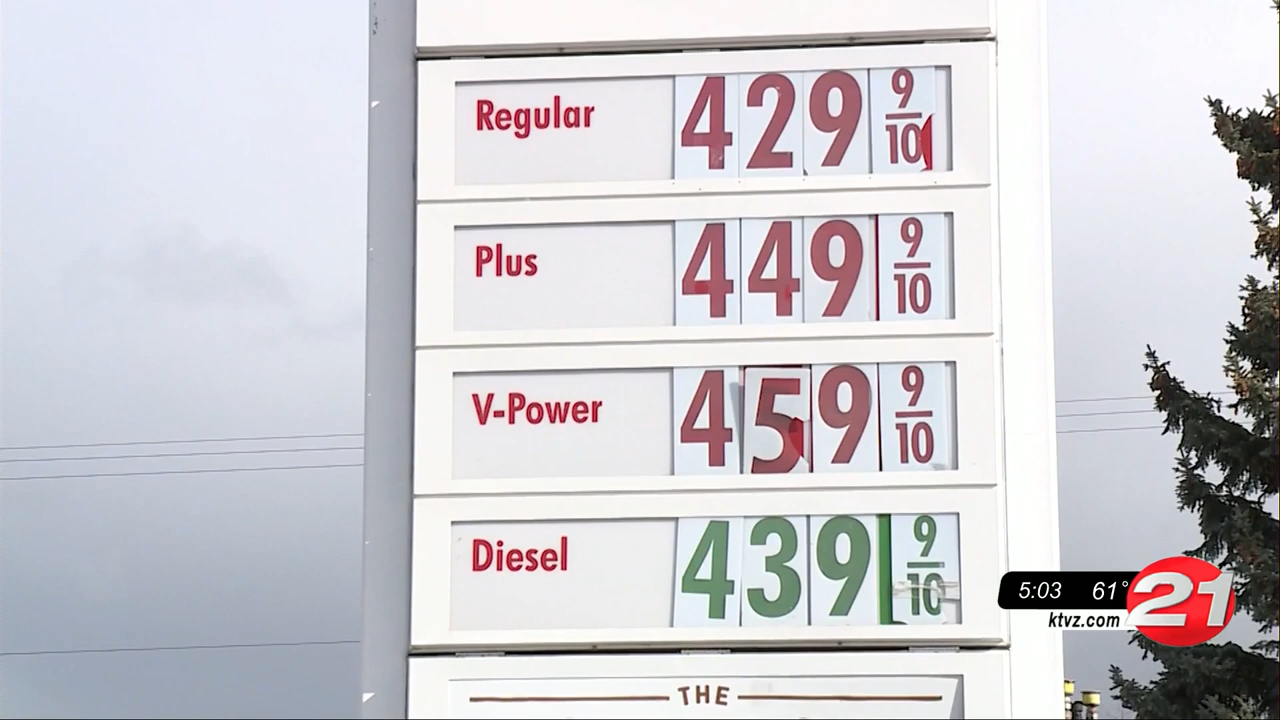 Regular 429 9/10
Plus 449 9/10
V-Power 459 9/10
Diesel 439 9/10
5:03 61° 21
ktvz.com
THE